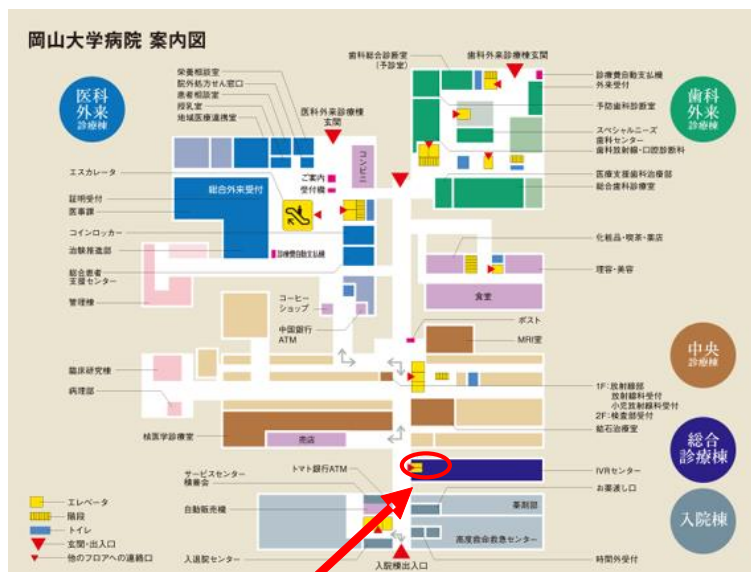 岡山大学病院 案内図
医科
外来
診療棟
栄養相談室
院外処方せん窓口
患者相談室
授乳室
地域医療連携室
医科外来診療棟
玄関
エスカレータ
証明受付
医事課
コインロッカー
治験推進部
総合患者
支援センター
管理棟
総合外来受付
ご案内
受付機
コンビニ
診療費自動支払機
コーヒー
ショップ
中国銀行
ATM
臨床研究棟
病理部
核医学診療室
売店
歯科総合診断室
(予診室)
歯科外来診療棟玄関
診療費自動支払機
外来受付
予防歯科診断室
スペシャルニーズ
歯科センター
歯科放射線・口腔診断科
医療支援歯科治療部
総合歯科診療室
歯科
外来
診療棟
化粧品・喫茶・薬店
理容・美容
食堂
ポスト
MRI室
中央
診療棟
1F:放射線部
放射線科受付
小児放射線科受付
2F:検査部受付
結石治療室
総合
診療棟
IVRセンター
お薬渡し口
入院棟
サービスセンター
積善会
トマト銀行ATM
自動販売機
入退院センター
薬剤部
高度救命救急センター
時間外受付
入院棟出入口
エレベータ
階段
トイレ
玄関・出入口
他のフロアへの連絡口